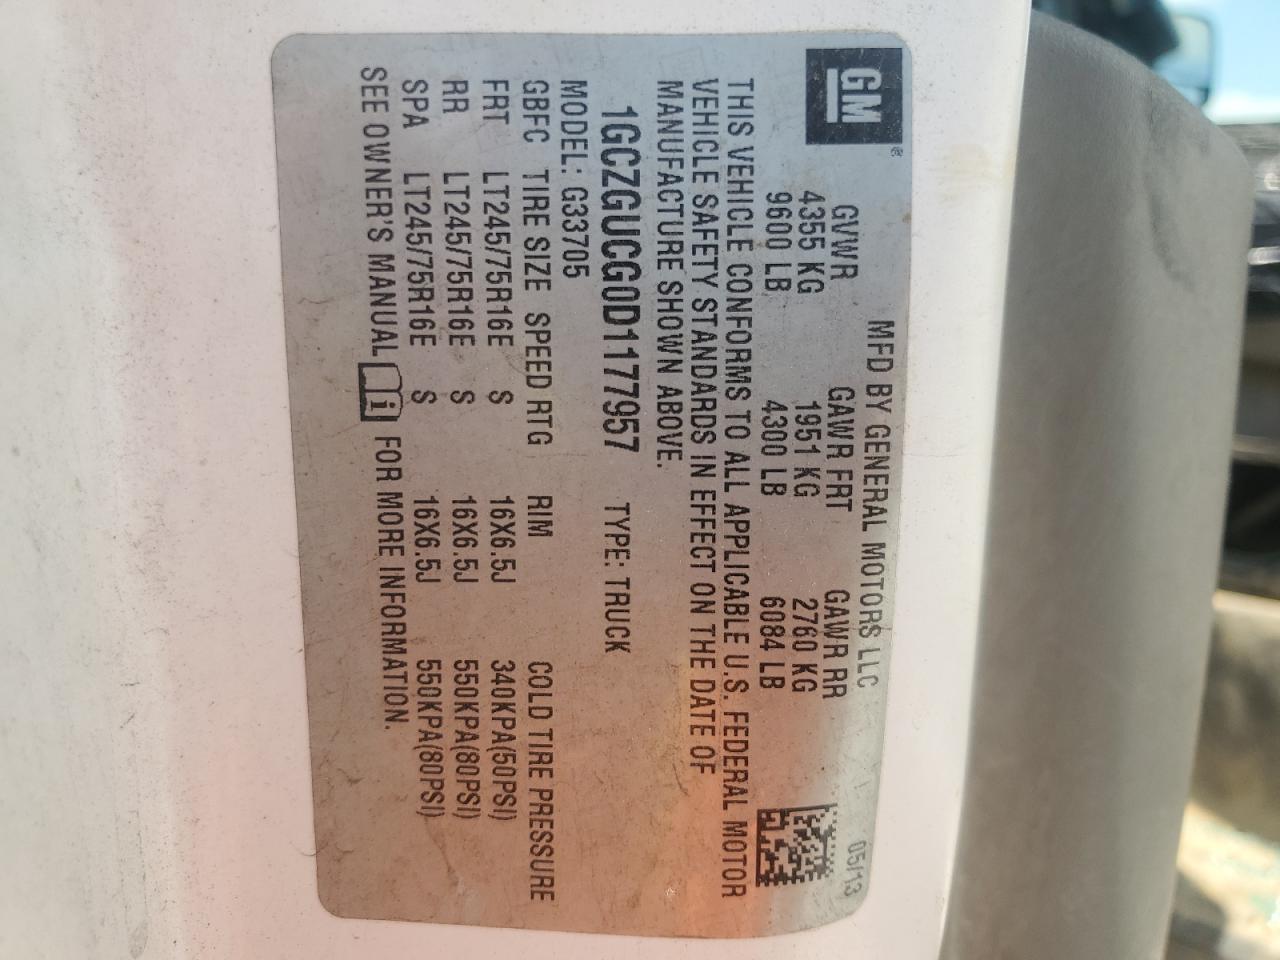 GM®
MFD BY GENERAL MOTORS LLC 05/13
GVWR GAWR FRT GAWR RR
4355 KG 1951 KG 2760 KG
9600 LB 4300 LB 6084 LB
THIS VEHICLE CONFORMS TO ALL APPLICABLE U.S. FEDERAL MOTOR
VEHICLE SAFETY STANDARDS IN EFFECT ON THE DATE OF
MANUFACTURE SHOWN ABOVE.
1GCZGUCG0D1177957 TYPE: TRUCK
MODEL: G33705
GBFC TIRE SIZE SPEED RTG RIM COLD TIRE PRESSURE
FRT LT245/75R16E S 16X6.5J 340KPA(50PSI)
RR LT245/75R16E S 16X6.5J 550KPA(80PSI)
SPA LT245/75R16E S 16X6.5J 550KPA(80PSI)
SEE OWNER'S MANUAL i FOR MORE INFORMATION.